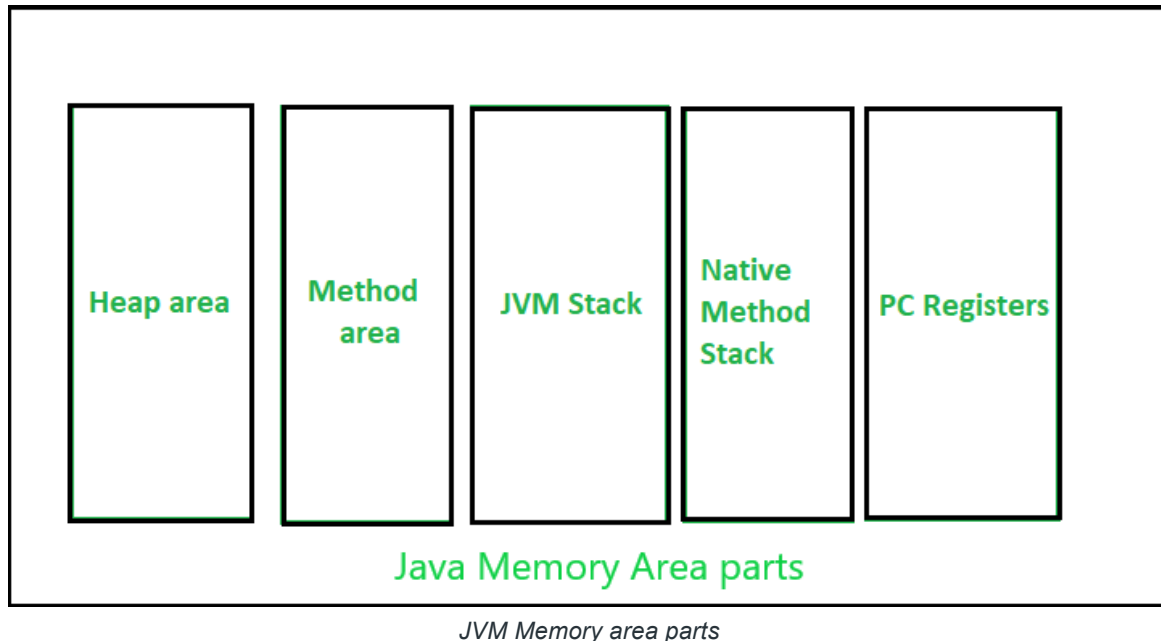 Heap area
Method
area
JVM Stack
Native
Method
Stack
PC Registers
Java Memory Area parts
JVM Memory area parts